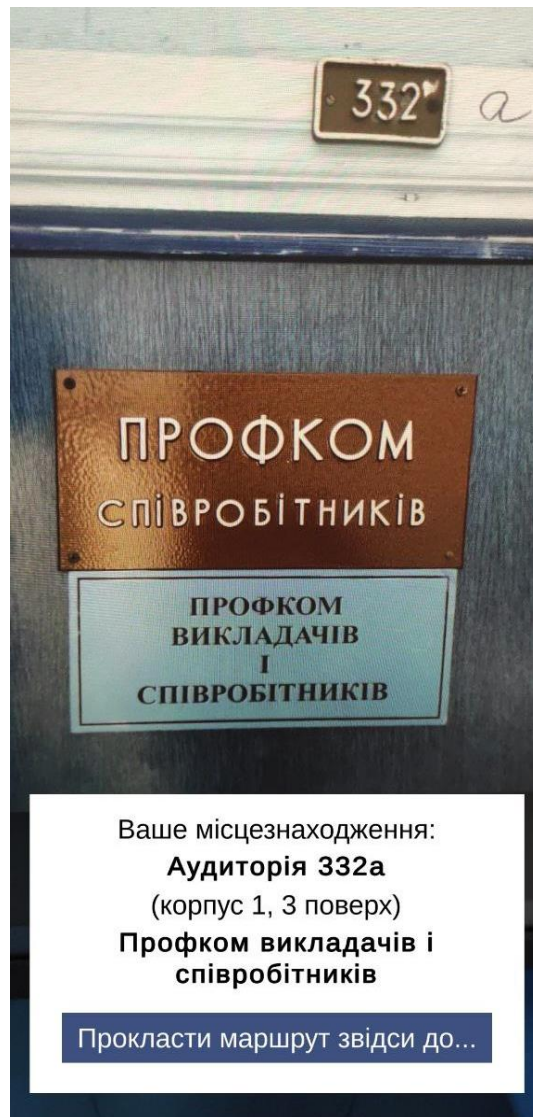 332 а
ПРОФКОМ
СПІВРОБІТНИКІВ
ПРОФКОМ
ВИКЛАДАЧІВ
І
СПІВРОБІТНИКІВ
Ваше місцезнаходження:
Аудиторія 332а
(корпус 1, 3 поверх)
Профком викладачів і
співробітників
Прокласти маршрут звідси до...